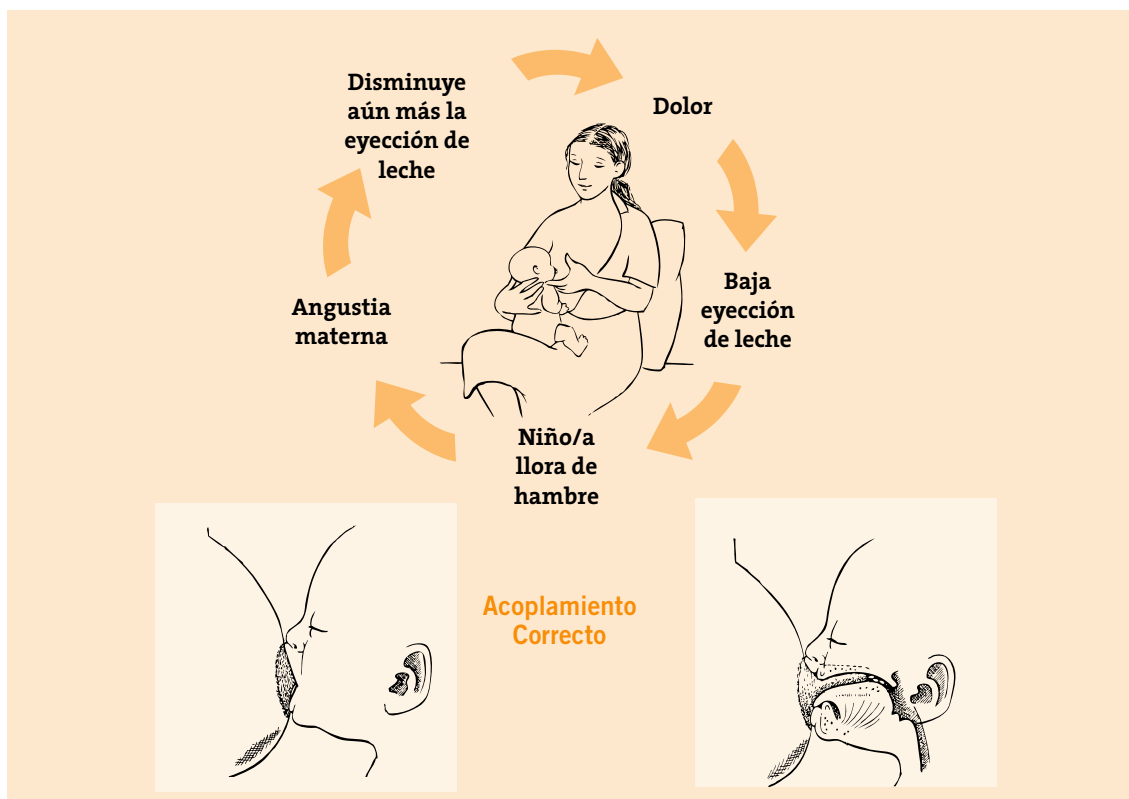 Disminuye
aún más la
eyección de
leche
Dolor
Baja
eyección
de leche
Niño/a
llora de
hambre
Angustia
materna
Acoplamiento
Correcto